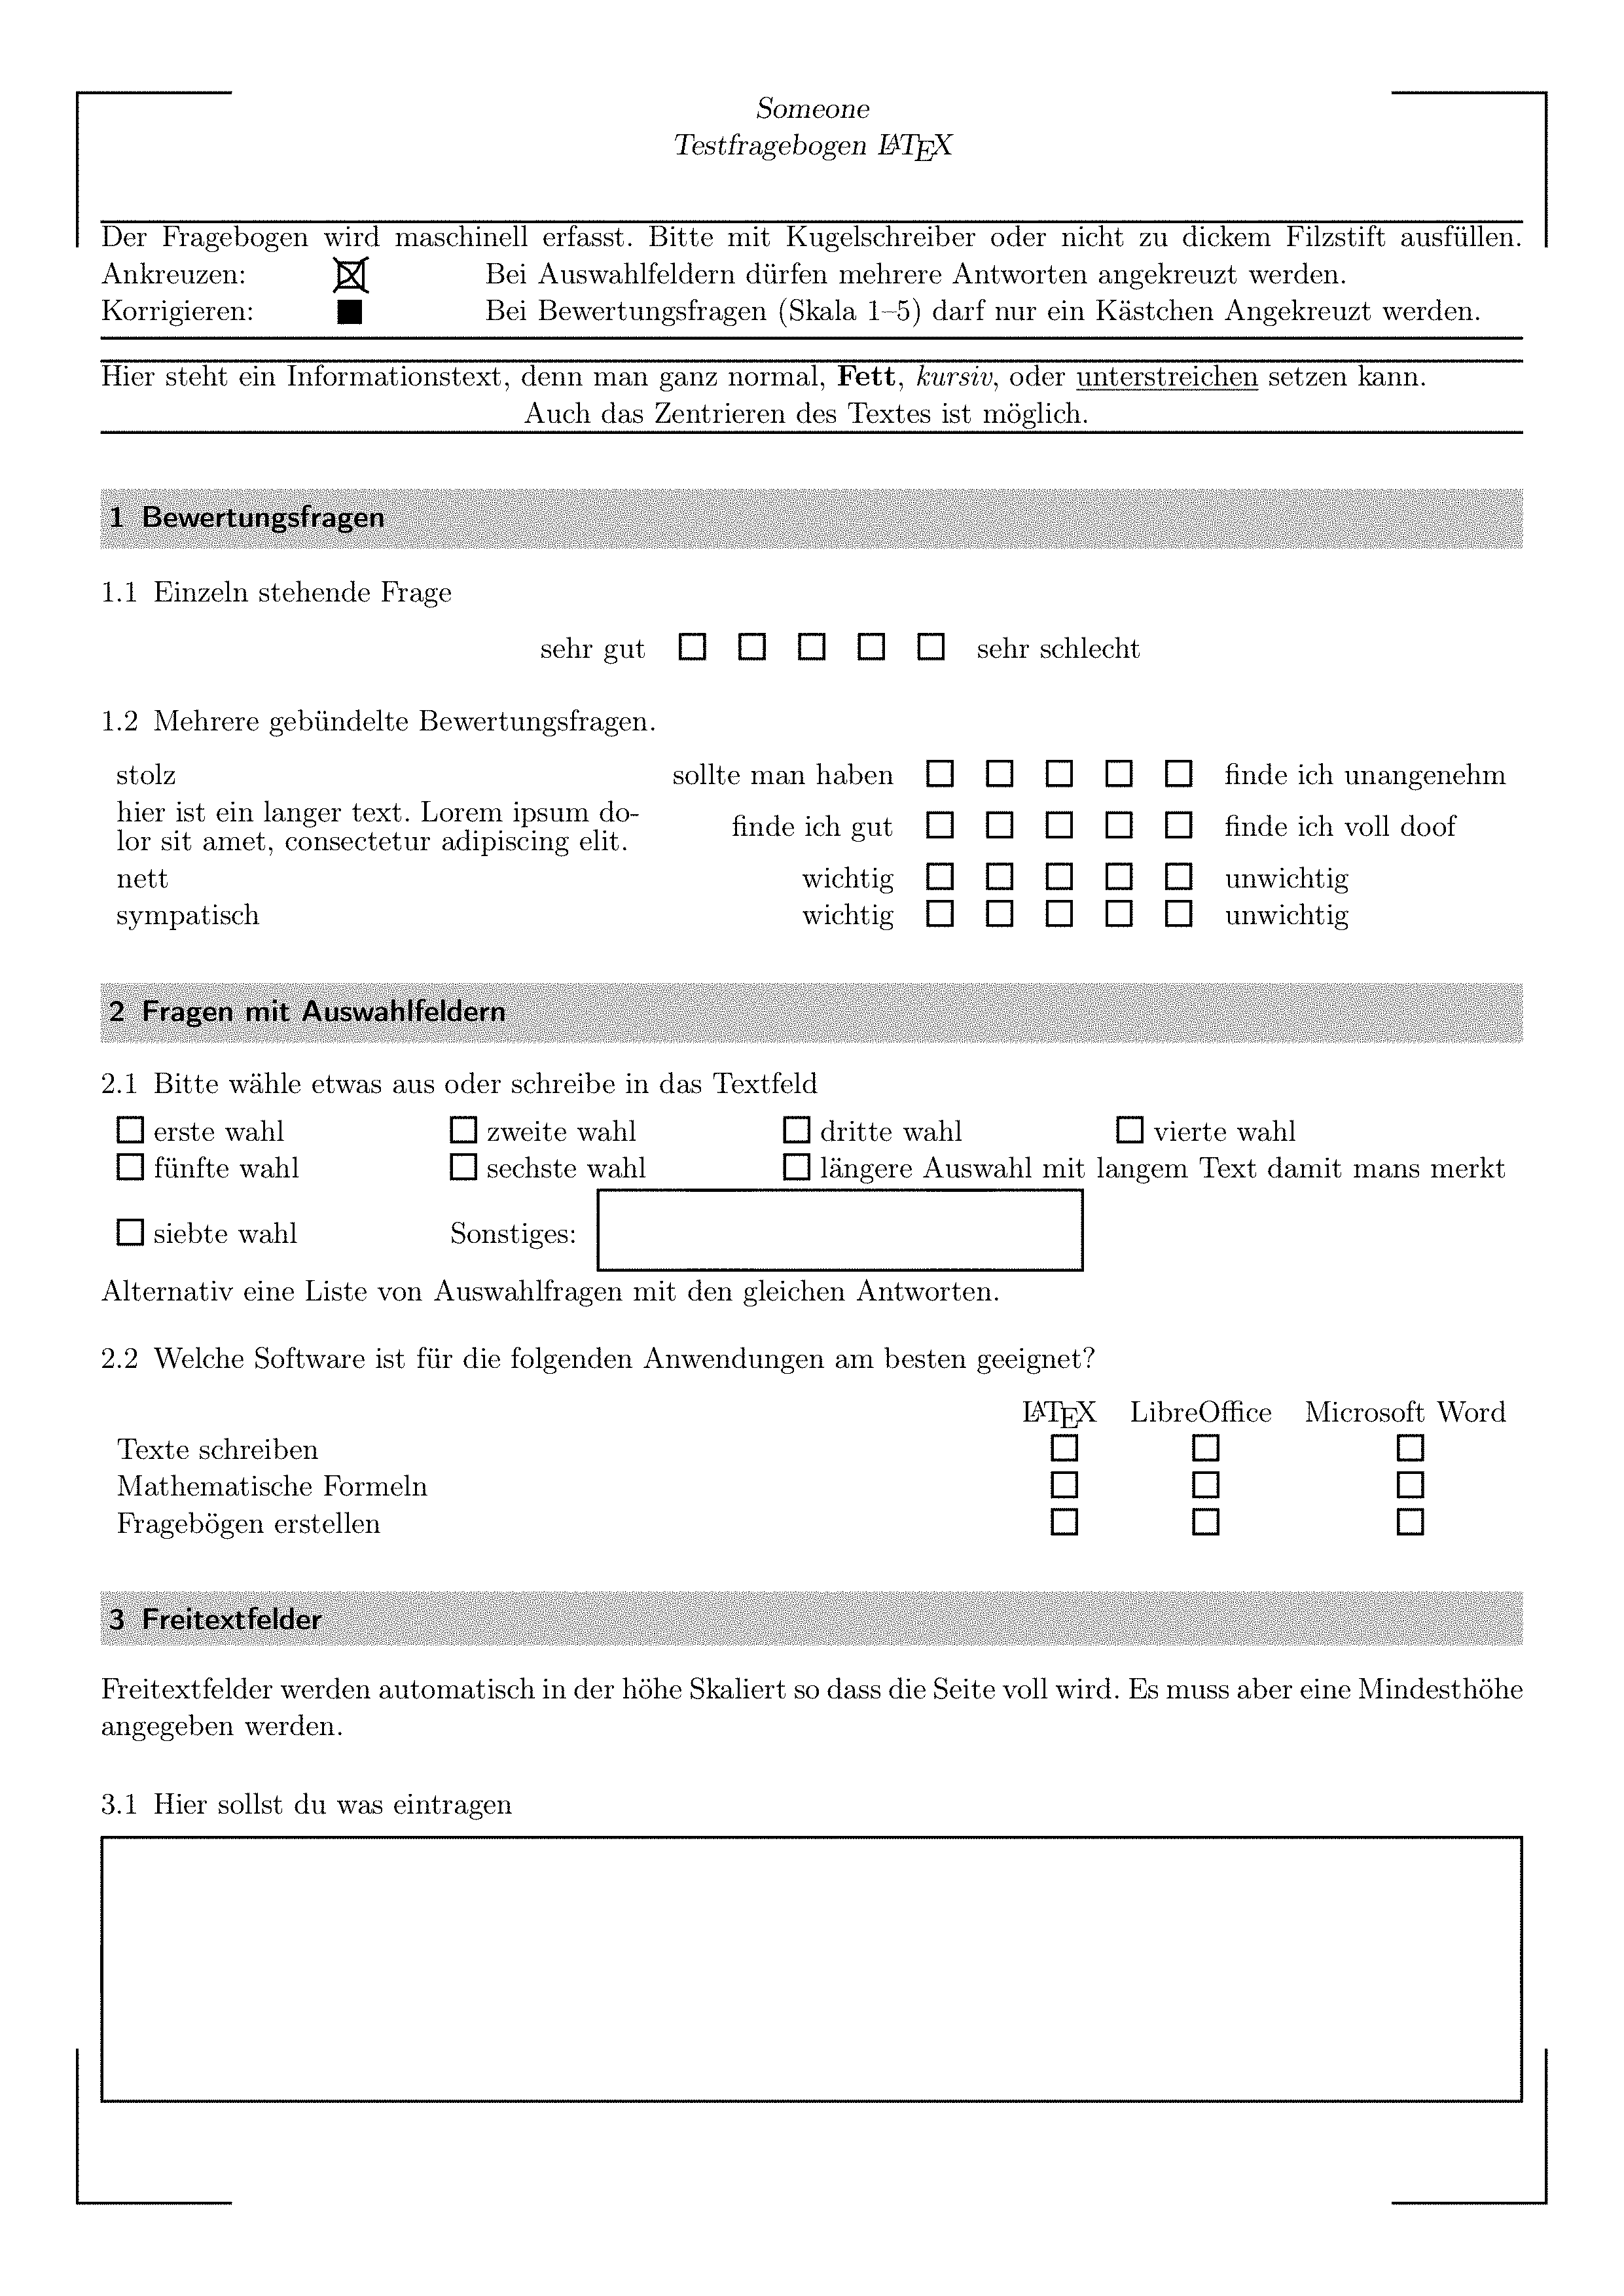 Someone
Testfragebogen LATEX
Der Fragebogen wird maschinell erfasst. Bitte mit Kugelschreiber oder nicht zu dickem Filzstift ausfüllen.
Ankreuzen: Bei Auswahlfeldern dürfen mehrere Antworten angekreuzt werden.
Korrigieren: Bei Bewertungsfragen (Skala 1–5) darf nur ein Kästchen Angekreuzt werden.
Hier steht ein Informationstext, denn man ganz normal, Fett, kursiv, oder unterstreichen setzen kann.
Auch das Zentrieren des Textes ist möglich.
1 Bewertungsfragen
1.1 Einzeln stehende Frage
sehr gut sehr schlecht
1.2 Mehrere gebündelte Bewertungsfragen.
stolz sollte man haben finde ich unangenehm
hier ist ein langer text. Lorem ipsum do-
lor sit amet, consectetur adipiscing elit. finde ich gut finde ich voll doof
nett wichtig unwichtig
sympatisch wichtig unwichtig
2 Fragen mit Auswahlfeldern
2.1 Bitte wähle etwas aus oder schreibe in das Textfeld
erste wahl zweite wahl dritte wahl vierte wahl
fünfte wahl sechste wahl längere Auswahl mit langem Text damit mans merkt
siebte wahl Sonstiges:
Alternativ eine Liste von Auswahlfragen mit den gleichen Antworten.
2.2 Welche Software ist für die folgenden Anwendungen am besten geeignet?
LATEX LibreOffice Microsoft Word
Texte schreiben
Mathematische Formeln
Fragebögen erstellen
3 Freitextfelder
Freitextfelder werden automatisch in der höhe Skaliert so dass die Seite voll wird. Es muss aber eine Mindesthöhe
angegeben werden.
3.1 Hier sollst du was eintragen